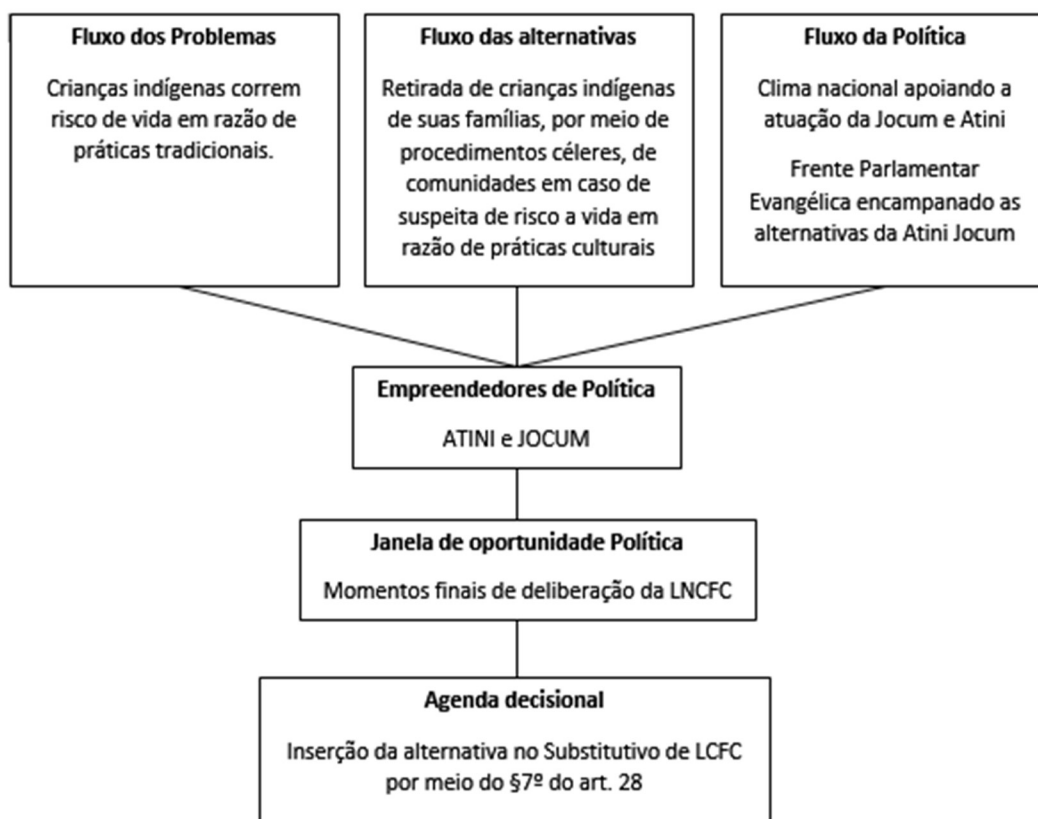 Fluxo dos Problemas
Crianças indígenas correm
risco de vida em razão de
práticas tradicionais.
Fluxo das alternativas
Retirada de crianças indígenas
de suas famílias, por meio de
procedimentos céleres, de
comunidades em caso de
suspeita de risco a vida em
razão de práticas culturais
Fluxo da Política
Clima nacional apoiando a
atuação da Jocum e Atini
Frente Parlamentar
Evangélica encampanado as
alternativas da Atini Jocum
Empreendedores de Política
ATINI e JOCUM
Janela de oportunidade Política
Momentos finais de deliberação da LNCFC
Agenda decisional
Inserção da alternativa no Substitutivo de LCFC
por meio do §7º do art. 28